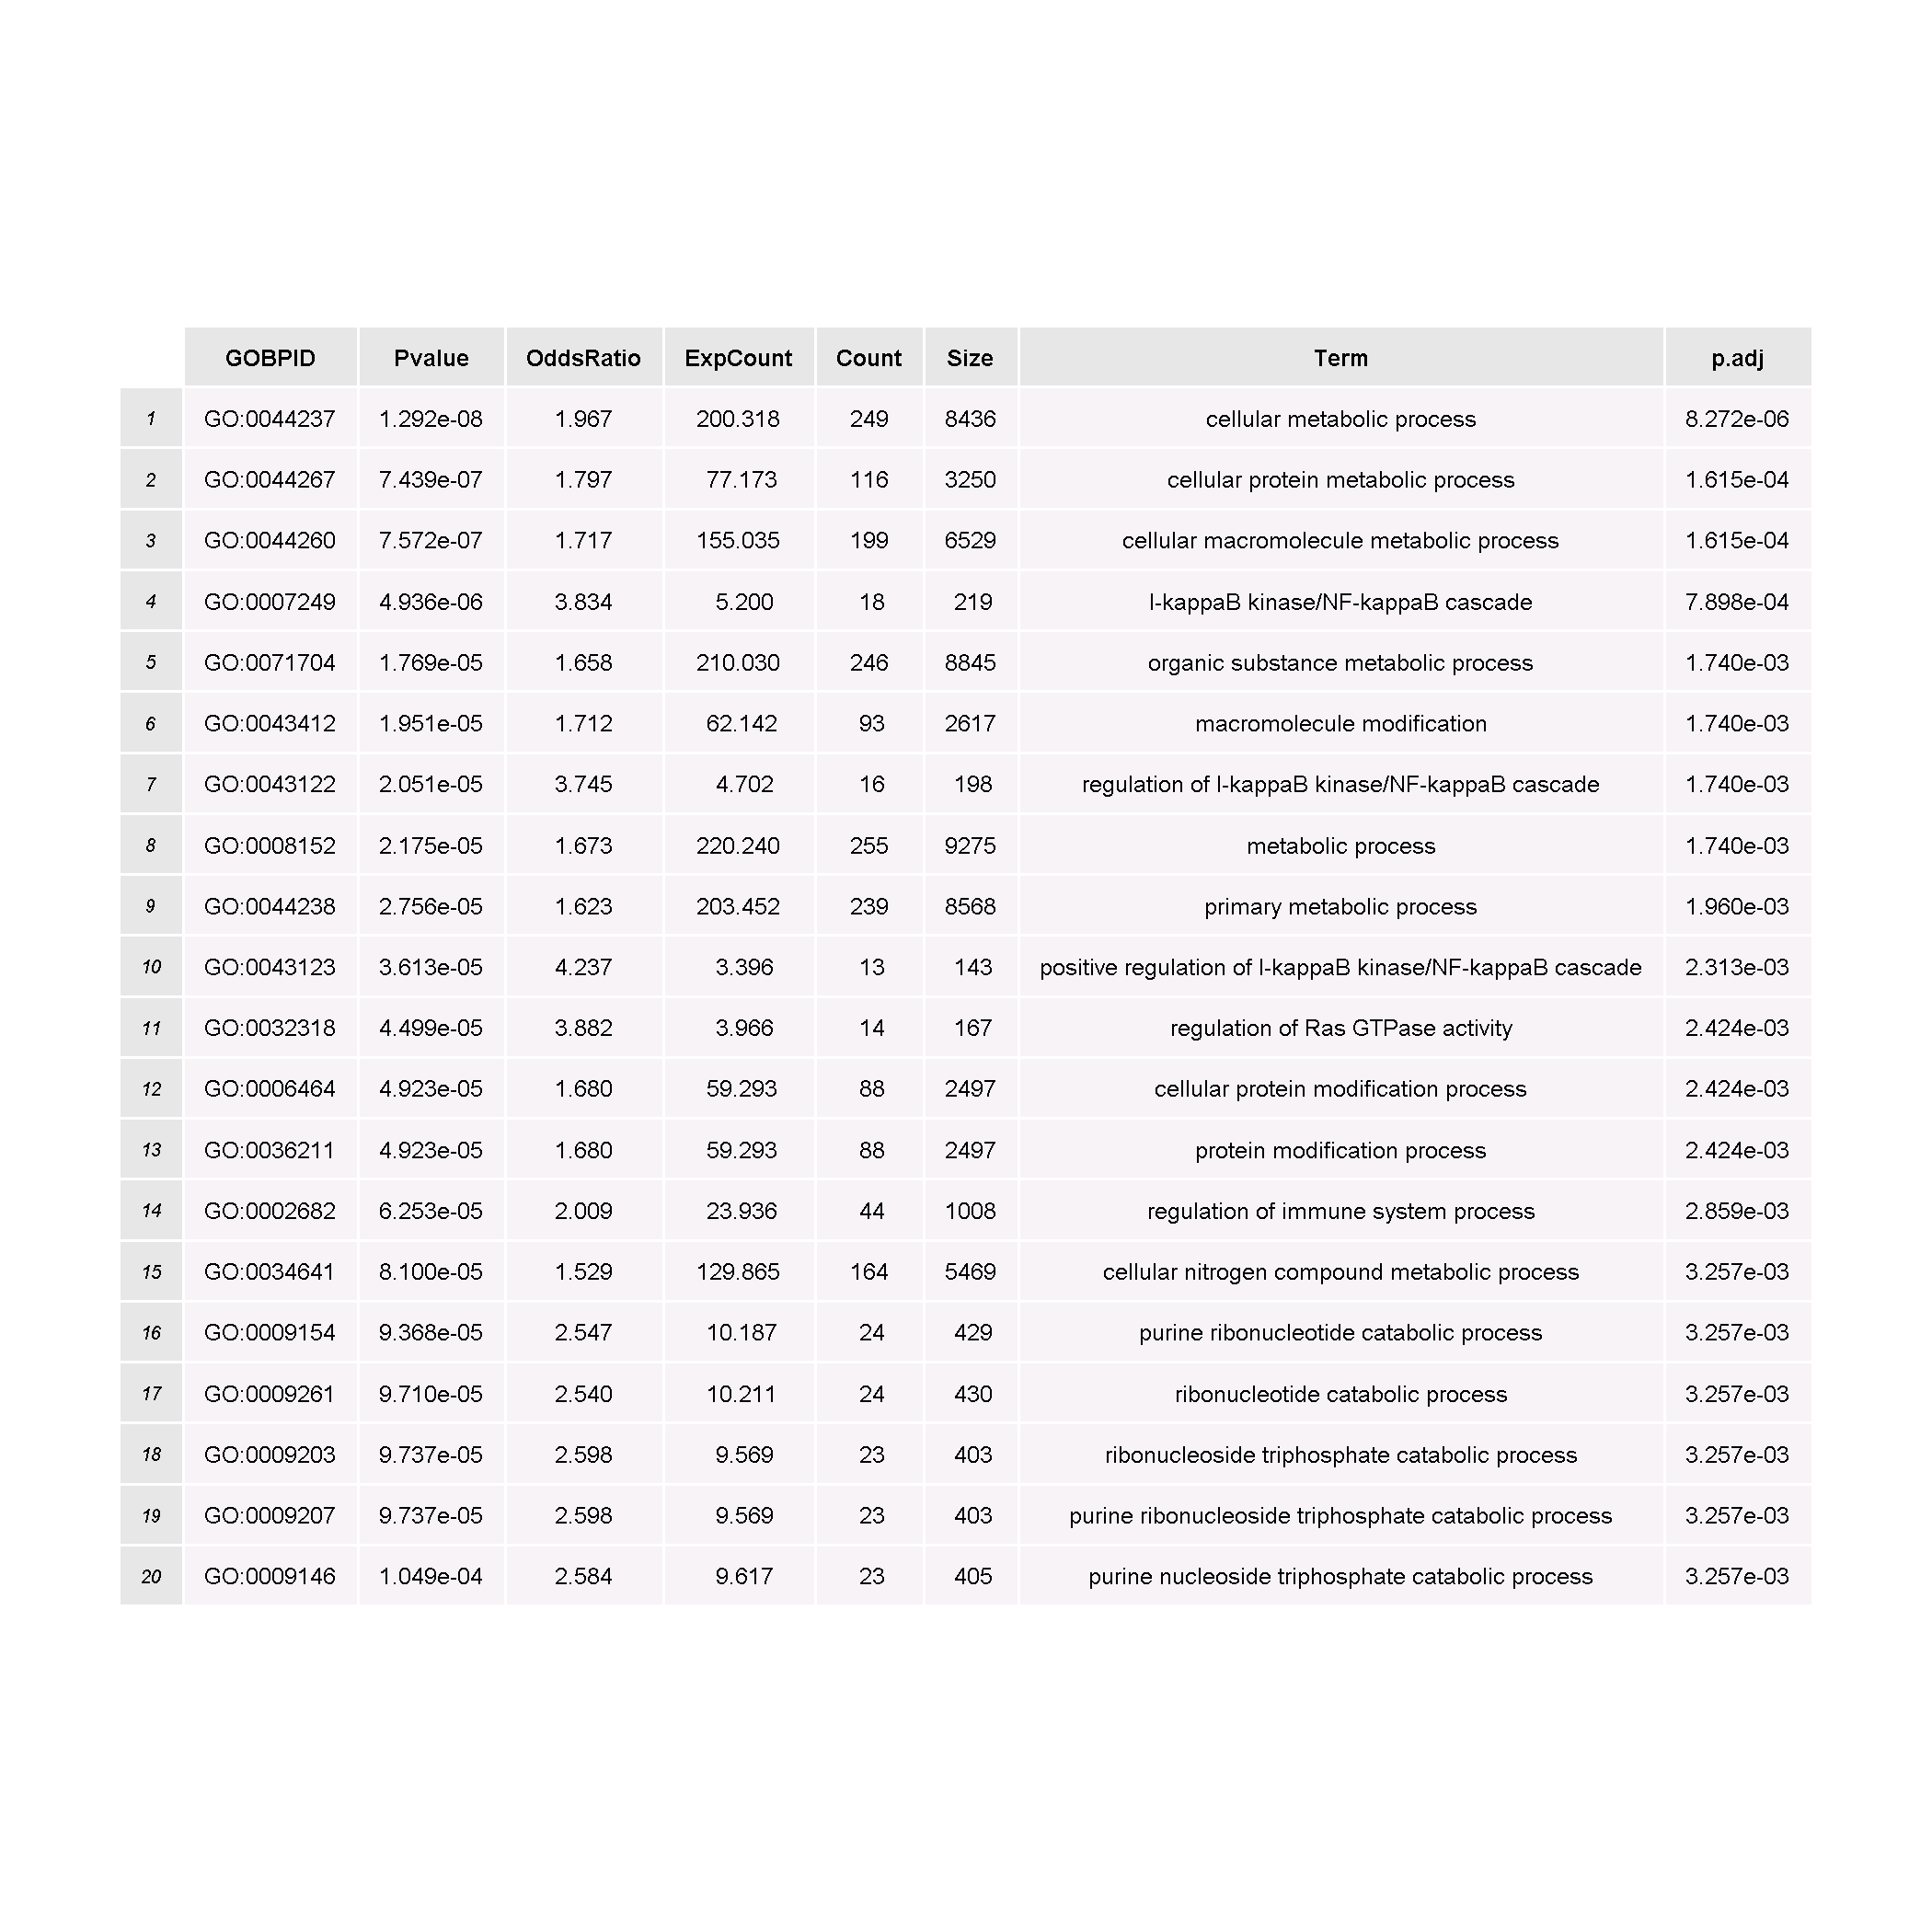 GOBPID Pvalue OddsRatio ExpCount Count Size Term p.adj
1 GO:0044237 1.292e-08 1.967 200.318 249 8436 cellular metabolic process 8.272e-06
2 GO:0044267 7.439e-07 1.797 77.173 116 3250 cellular protein metabolic process 1.615e-04
3 GO:0044260 7.572e-07 1.717 155.035 199 6529 cellular macromolecule metabolic process 1.615e-04
4 GO:0007249 4.936e-06 3.834 5.200 18 219 I-kappaB kinase/NF-kappaB cascade 7.898e-04
5 GO:0071704 1.769e-05 1.658 210.030 246 8845 organic substance metabolic process 1.740e-03
6 GO:0043412 1.951e-05 1.712 62.142 93 2617 macromolecule modification 1.740e-03
7 GO:0043122 2.051e-05 3.745 4.702 16 198 regulation of I-kappaB kinase/NF-kappaB cascade 1.740e-03
8 GO:0008152 2.175e-05 1.673 220.240 255 9275 metabolic process 1.740e-03
9 GO:0044238 2.756e-05 1.623 203.452 239 8568 primary metabolic process 1.960e-03
10 GO:0043123 3.613e-05 4.237 3.396 13 143 positive regulation of I-kappaB kinase/NF-kappaB cascade 2.313e-03
11 GO:0032318 4.499e-05 3.882 3.966 14 167 regulation of Ras GTPase activity 2.424e-03
12 GO:0006464 4.923e-05 1.680 59.293 88 2497 cellular protein modification process 2.424e-03
13 GO:0036211 4.923e-05 1.680 59.293 88 2497 protein modification process 2.424e-03
14 GO:0002682 6.253e-05 2.009 23.936 44 1008 regulation of immune system process 2.859e-03
15 GO:0034641 8.100e-05 1.529 129.865 164 5469 cellular nitrogen compound metabolic process 3.257e-03
16 GO:0009154 9.368e-05 2.547 10.187 24 429 purine ribonucleotide catabolic process 3.257e-03
17 GO:0009261 9.710e-05 2.540 10.211 24 430 ribonucleotide catabolic process 3.257e-03
18 GO:0009203 9.737e-05 2.598 9.569 23 403 ribonucleoside triphosphate catabolic process 3.257e-03
19 GO:0009207 9.737e-05 2.598 9.569 23 403 purine ribonucleoside triphosphate catabolic process 3.257e-03
20 GO:0009146 1.049e-04 2.584 9.617 23 405 purine nucleoside triphosphate catabolic process 3.257e-03